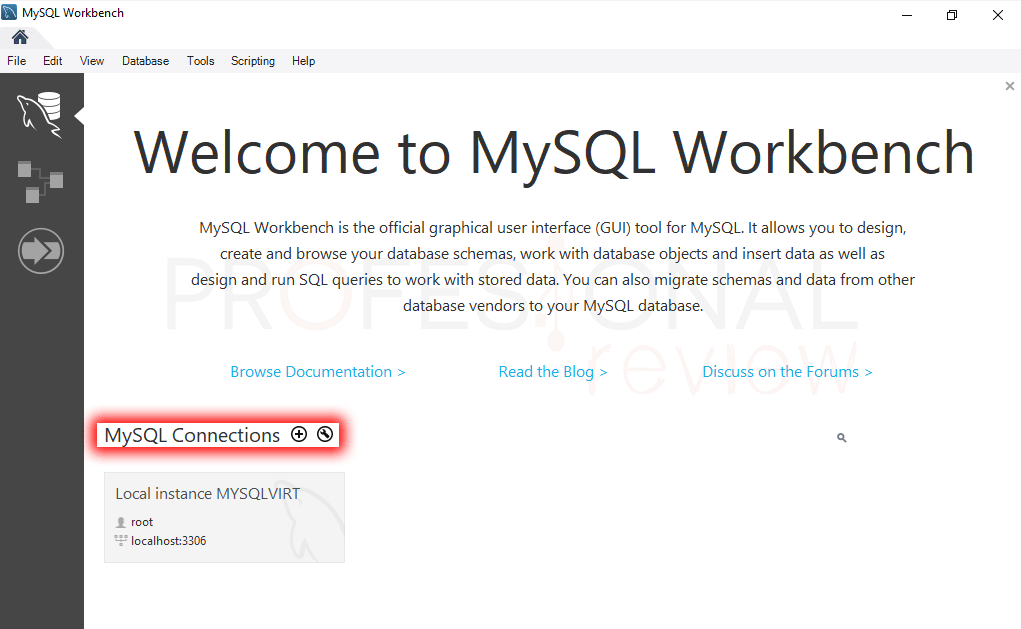 MySQL Workbench
File Edit View Database Tools Scripting Help
Welcome to MySQL Workbench
MySQL Workbench is the official graphical user interface (GUI) tool for MySQL. It allows you to design,
create and browse your database schemas, work with database objects and insert data as well as
design and run SQL queries to work with stored data. You can also migrate schemas and data from other
database vendors to your MySQL database.
PROFESIONAL
review
Browse Documentation > Read the Blog > Discuss on the Forums >
MySQL Connections
Local instance MYSQLVIRT
root
localhost:3306